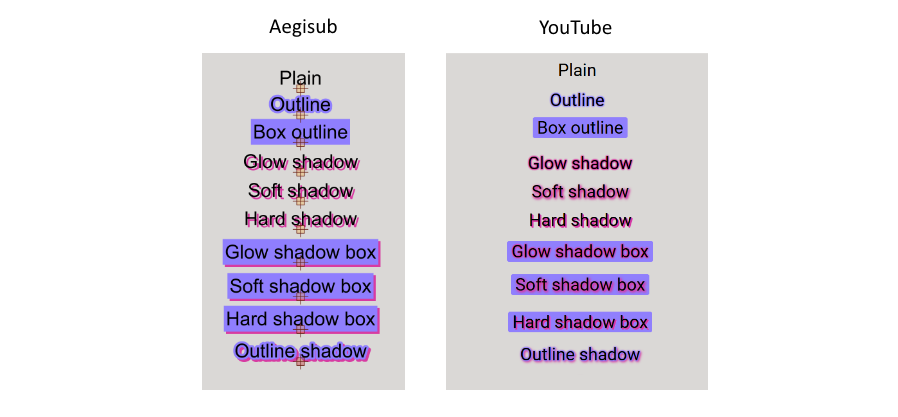 Aegisub
Plain
Outline
Box outline
Glow shadow
Soft shadow
Hard shadow
Glow shadow box
Soft shadow box
Hard shadow box
Outline shadow
YouTube
Plain
Outline
Box outline
Glow shadow
Soft shadow
Hard shadow
Glow shadow box
Soft shadow box
Hard shadow box
Outline shadow